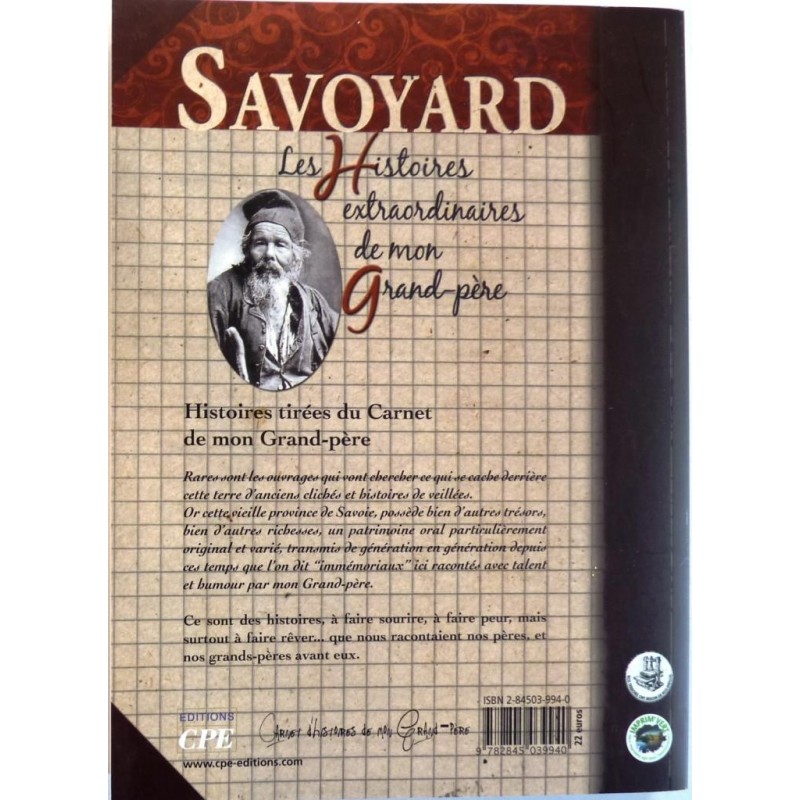 SAVOYARD
Les Histoires
extraordinaires
de mon
Grand-père
Histoires tirées du Carnet
de mon Grand-père
Rares sont les ouvrages qui vont chercher ce qui se cache derrière
cette terre d'anciens clichés et histoires de veillées.
Or cette vieille province de Savoie, possède bien d'autres trésors,
bien d'autres richesses, un patrimoine oral particulièrement
original et varié, transmis de génération en génération depuis
ces temps que l'on dit "immémoriaux" ici racontés avec talent
et humour par mon Grand-père.
Ce sont des histoires, à faire sourire, à faire peur, mais
surtout à faire rêver... que nous racontaient nos pères, et
nos grands-pères avant eux.
ISBN 2-84503-994-0
EDITIONS
CPE
CARNET D'HISTOIRES DE MON GRAND-PÈRE
9 782845 039940
22 euros
www.cpe-editions.com
IMPRIM'VERT